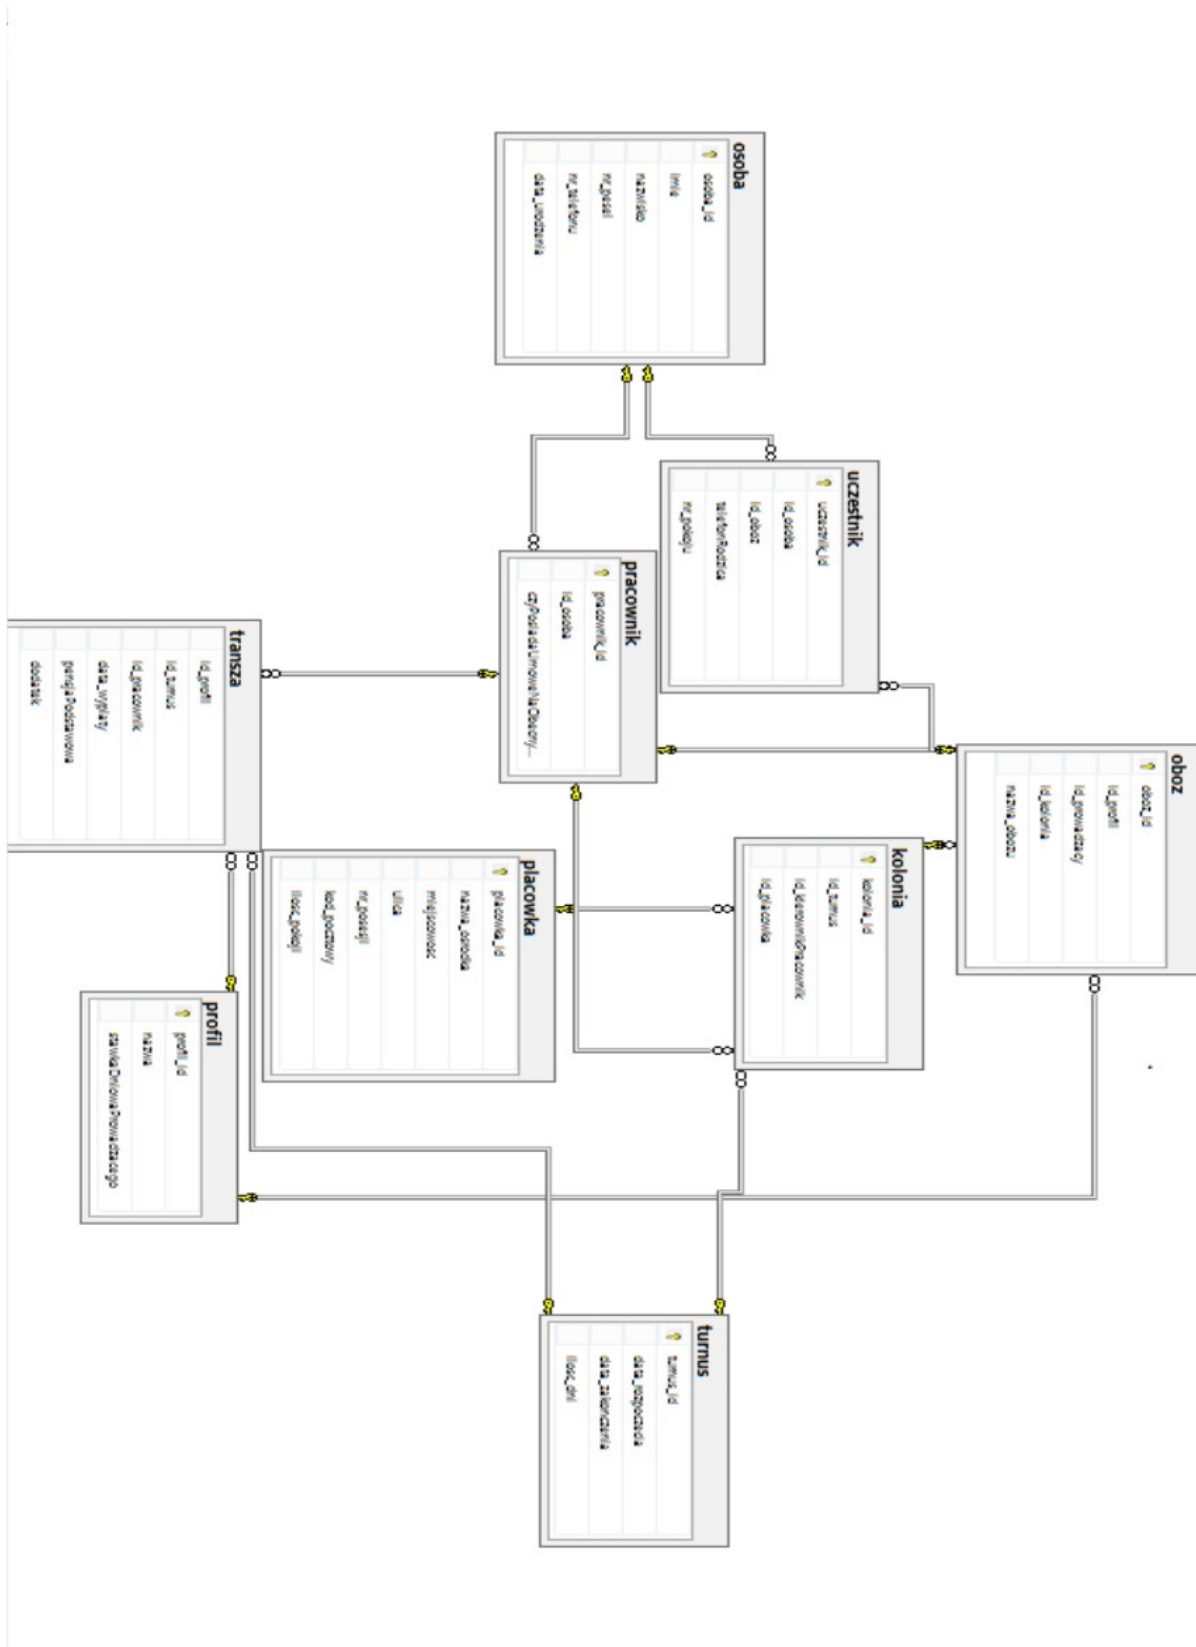 osoba
osoba_id
imie
nazwisko
nr_pesel
nr_telefonu
data_urodzenia
uczestnik
uczestnik_id
id_osoba
id_oboz
telefonRodzica
nr_pokoju
pracownik
pracownik_id
id_osoba
czyPosiadaUmoweNaObecny...
transza
id_profil
id_turnus
id_pracownik
data_wyplaty
pensjaPodstawowa
dodatek
oboz
oboz_id
id_profil
id_prowadzacy
id_kolonia
nazwa_obozu
kolonia
kolonia_id
id_turnus
id_kierownikPracownik
id_placowka
placowka
placowka_id
nazwa_osrodka
miejscowosc
ulica
nr_posesji
kod_pocztowy
ilosc_pokoji
profil
profil_id
nazwa
stawkaDniowaProwadzacego
turnus
turnus_id
data_rozpoczecia
data_zakonczenia
ilosc_dni